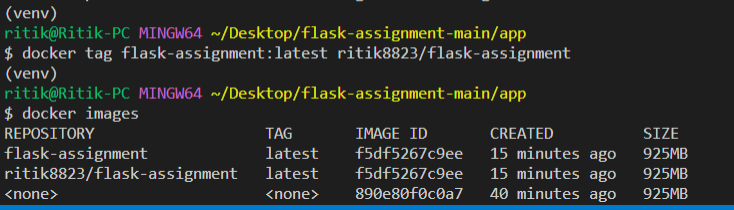 (venv)
ritik@Ritik-PC MINGW64 ~/Desktop/flask-assignment-main/app
$ docker tag flask-assignment:latest ritik8823/flask-assignment
(venv)
ritik@Ritik-PC MINGW64 ~/Desktop/flask-assignment-main/app
$ docker images
REPOSITORY TAG IMAGE ID CREATED SIZE
flask-assignment latest f5df5267c9ee 15 minutes ago 925MB
ritik8823/flask-assignment latest f5df5267c9ee 15 minutes ago 925MB
<none> <none> 890e80f0c0a7 40 minutes ago 925MB